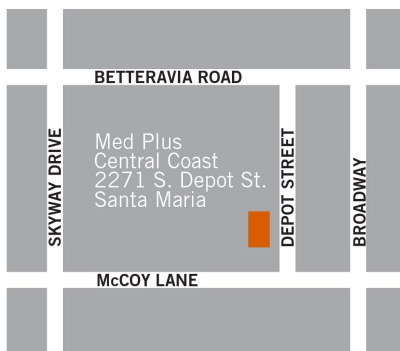 BETTERAVIA ROAD
Med Plus
Central Coast
2271 S. Depot St.
Santa Maria
SKYWAY DRIVE
DEPOT STREET
BROADWAY
McCOY LANE